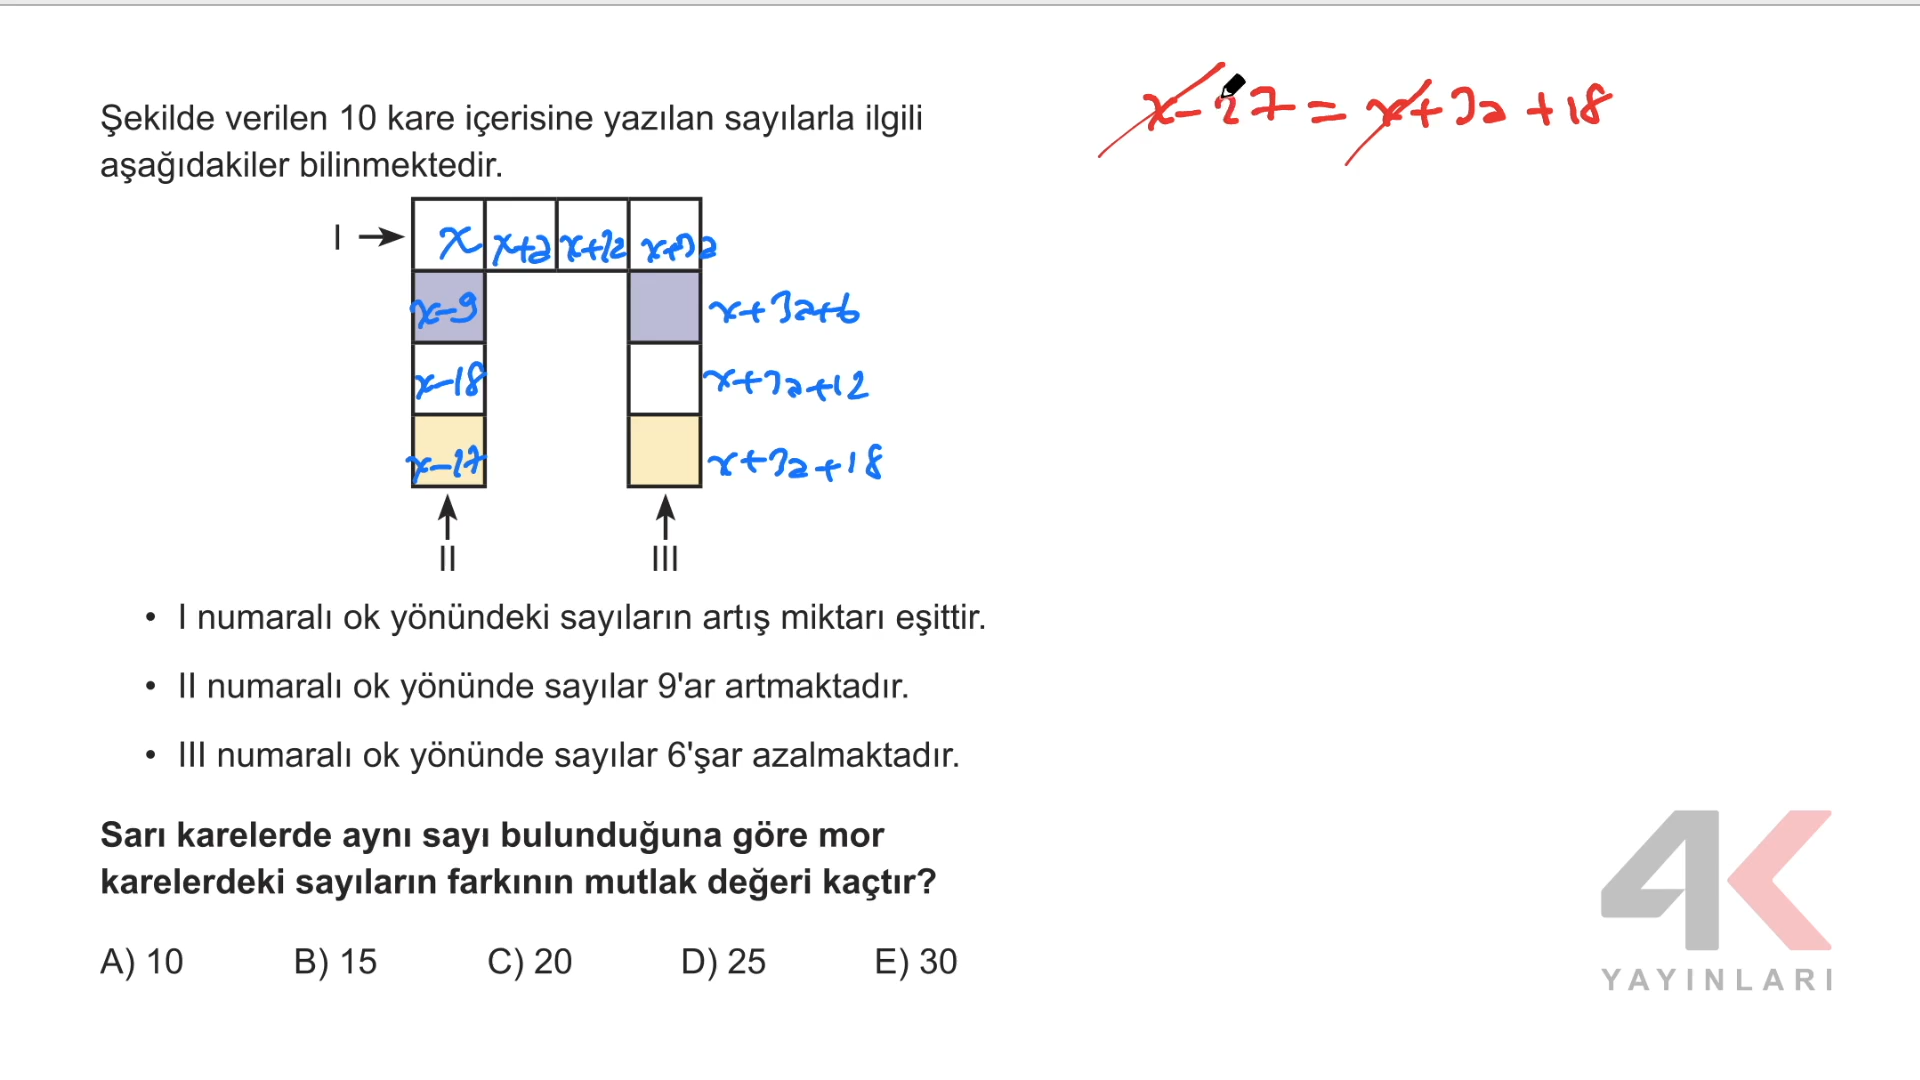 x-27=x+3a+18
Şekilde verilen 10 kare içerisine yazılan sayılarla ilgili
aşağıdakiler bilinmektedir.
I
x x+a x+2a x+3a
x-9 x+3a+6
x-18 x+3a+12
x-27 x+3a+18
II III
• I numaralı ok yönündeki sayıların artış miktarı eşittir.
• II numaralı ok yönünde sayılar 9'ar artmaktadır.
• III numaralı ok yönünde sayılar 6'şar azalmaktadır.
Sarı karelerde aynı sayı bulunduğuna göre mor
karelerdeki sayıların farkının mutlak değeri kaçtır?
A) 10 B) 15 C) 20 D) 25 E) 30
4K
YAYINLARI